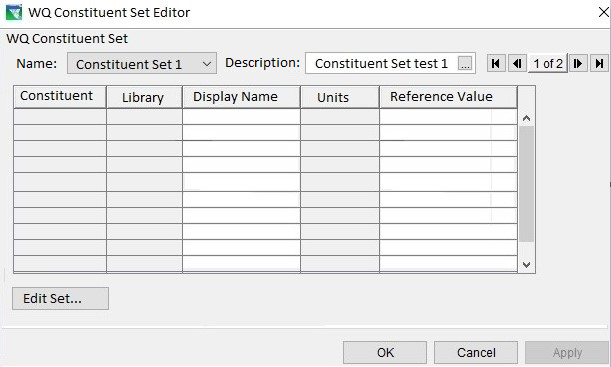 WQ Constituent Set Editor
WQ Constituent Set
Name: Constituent Set 1 Description: Constituent Set test 1 ... 1 of 2
Constituent Library Display Name Units Reference Value
Edit Set...
OK Cancel Apply